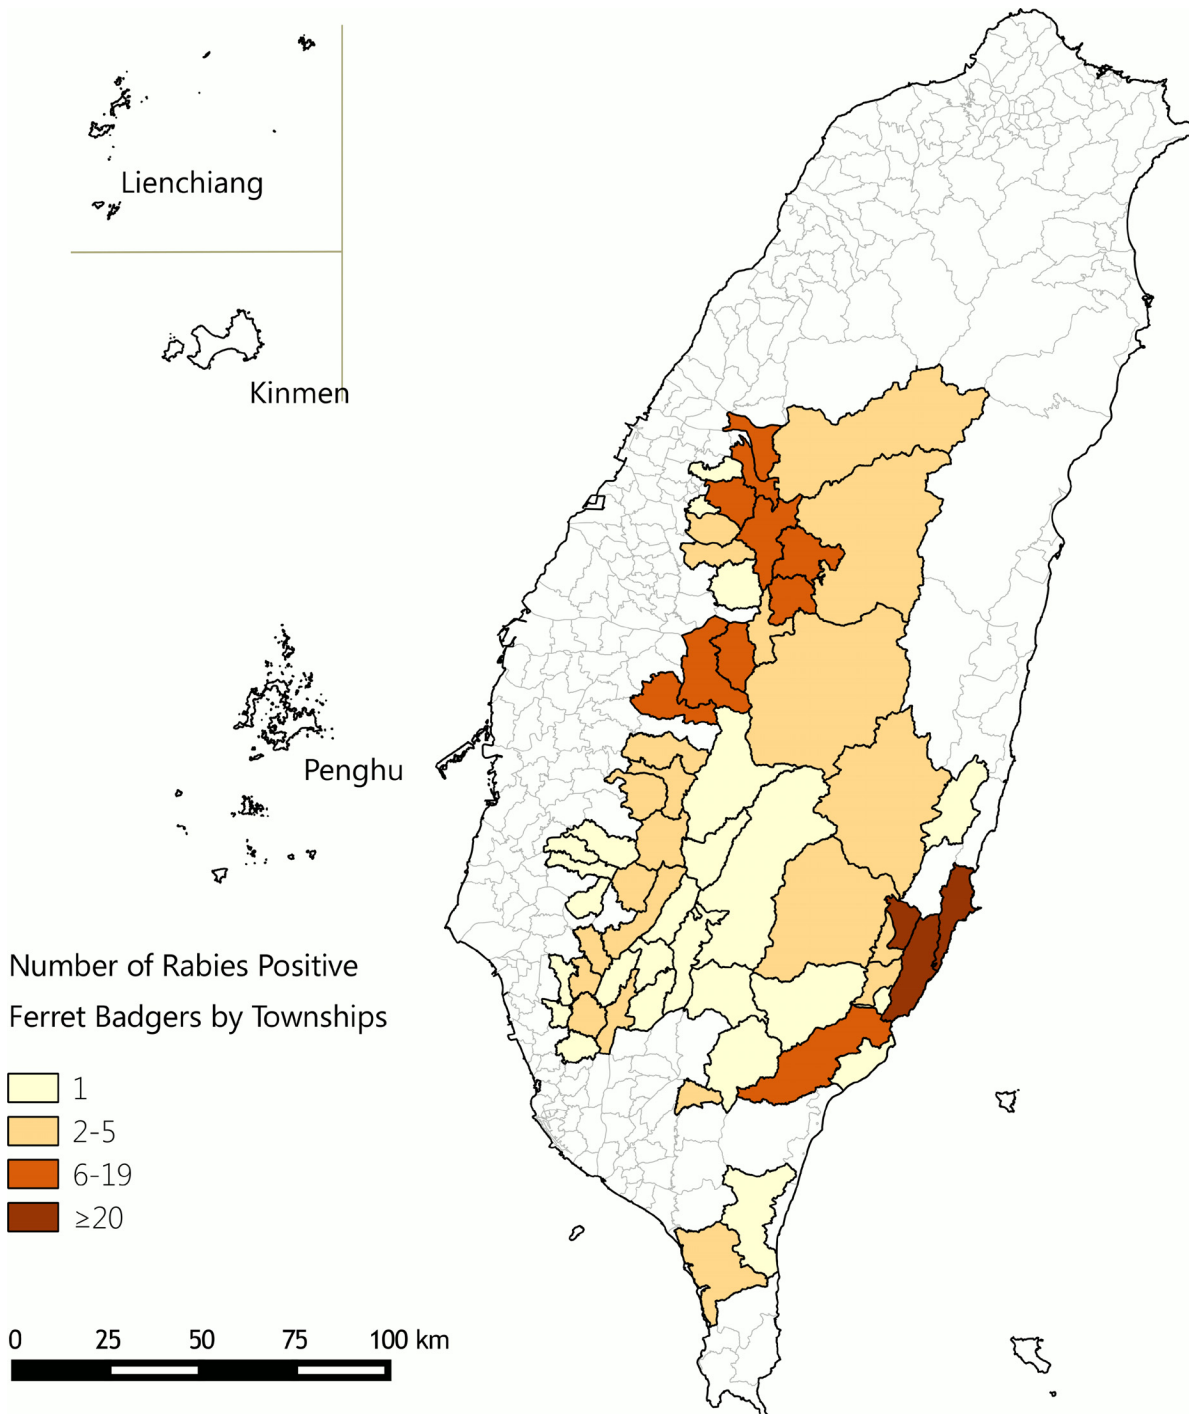 Lienchiang
Kinmen
Penghu
Number of Rabies Positive
Ferret Badgers by Townships
1
2-5
6-19
≥20
0 25 50 75 100 km